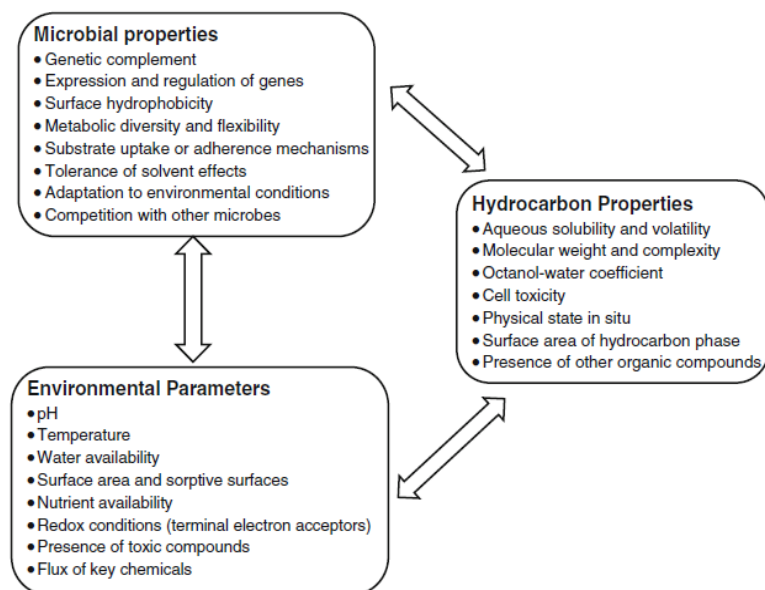 Microbial properties
• Genetic complement
• Expression and regulation of genes
• Surface hydrophobicity
• Metabolic diversity and flexibility
• Substrate uptake or adherence mechanisms
• Tolerance of solvent effects
• Adaptation to environmental conditions
• Competition with other microbes
Hydrocarbon Properties
• Aqueous solubility and volatility
• Molecular weight and complexity
• Octanol-water coefficient
• Cell toxicity
• Physical state in situ
• Surface area of hydrocarbon phase
• Presence of other organic compounds
Environmental Parameters
• pH
• Temperature
• Water availability
• Surface area and sorptive surfaces
• Nutrient availability
• Redox conditions (terminal electron acceptors)
• Presence of toxic compounds
• Flux of key chemicals